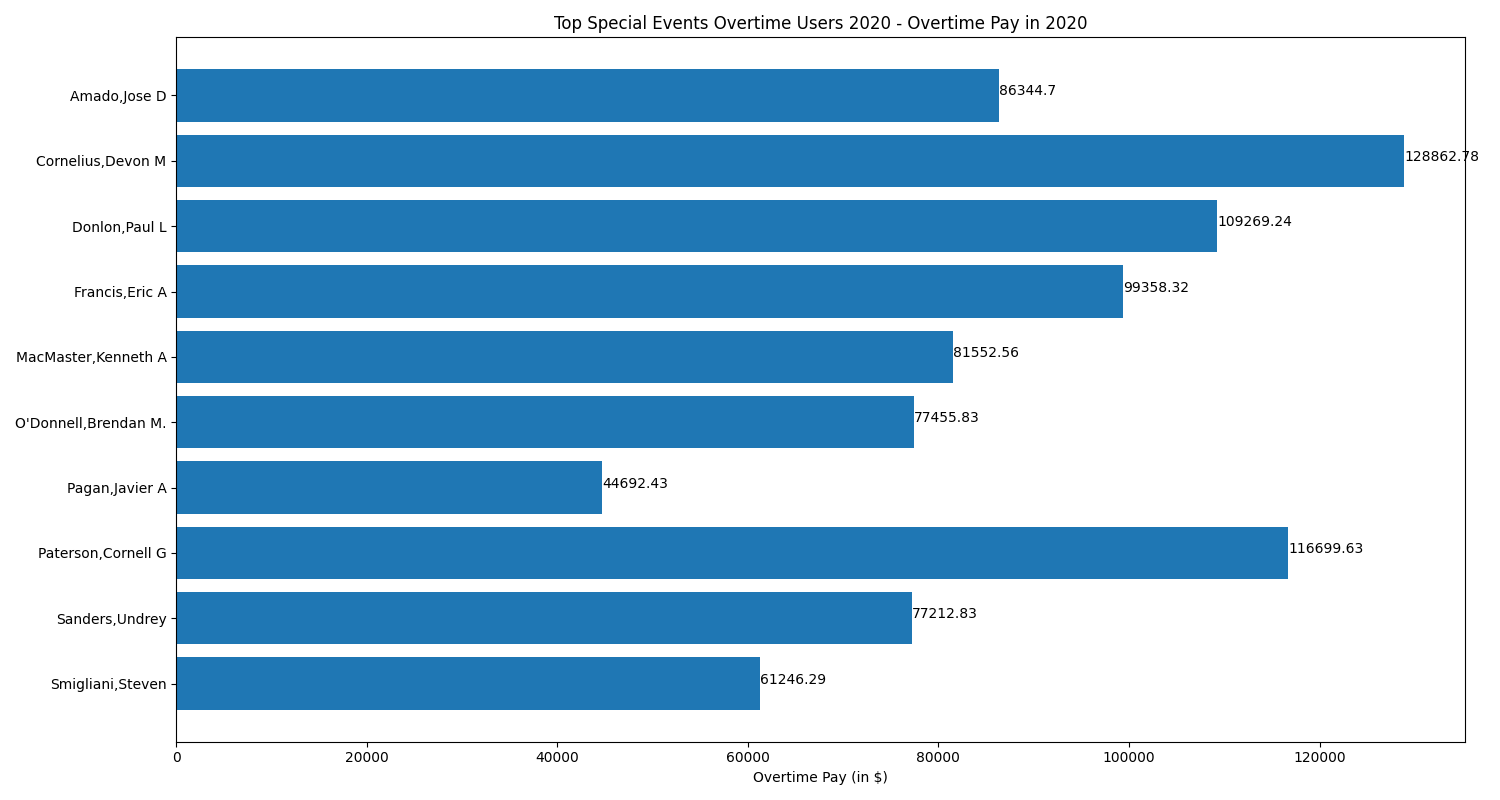 Top Special Events Overtime Users 2020 - Overtime Pay in 2020
Amado,Jose D
86344.7
Cornelius,Devon M
128862.78
Donlon,Paul L
109269.24
Francis,Eric A
99358.32
MacMaster,Kenneth A
81552.56
O'Donnell,Brendan M.
77455.83
Pagan,Javier A
44692.43
Paterson,Cornell G
116699.63
Sanders,Undrey
77212.83
Smigliani,Steven
61246.29
0 20000 40000 60000 80000 100000 120000
Overtime Pay (in $)